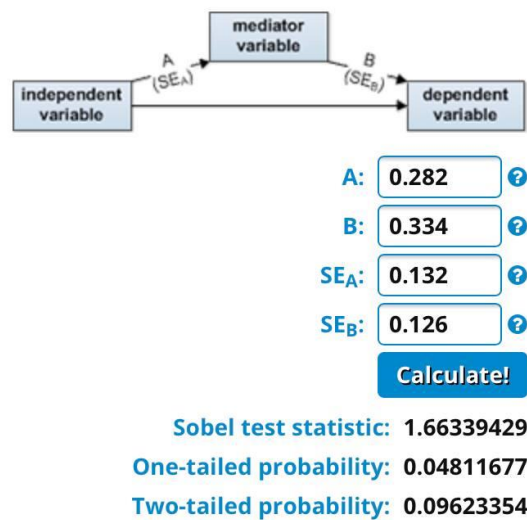 mediator
variable
A
(SEA)
B
(SEB)
independent
variable
dependent
variable
A: 0.282 ?
B: 0.334 ?
SEA: 0.132 ?
SEB: 0.126 ?
Calculate!
Sobel test statistic: 1.66339429
One-tailed probability: 0.04811677
Two-tailed probability: 0.09623354